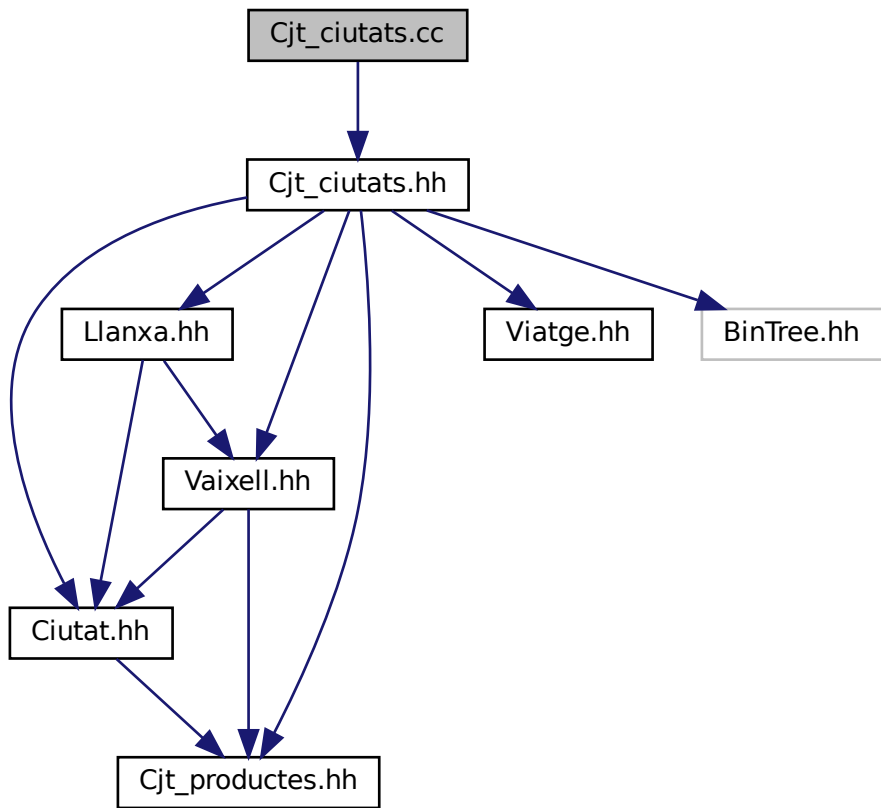 Cjt_ciutats.cc
Cjt_ciutats.hh
Llanxa.hh
Viatge.hh
BinTree.hh
Vaixell.hh
Ciutat.hh
Cjt_productes.hh